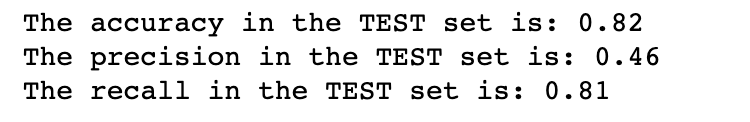 The accuracy in the TEST set is: 0.82
The precision in the TEST set is: 0.46
The recall in the TEST set is: 0.81